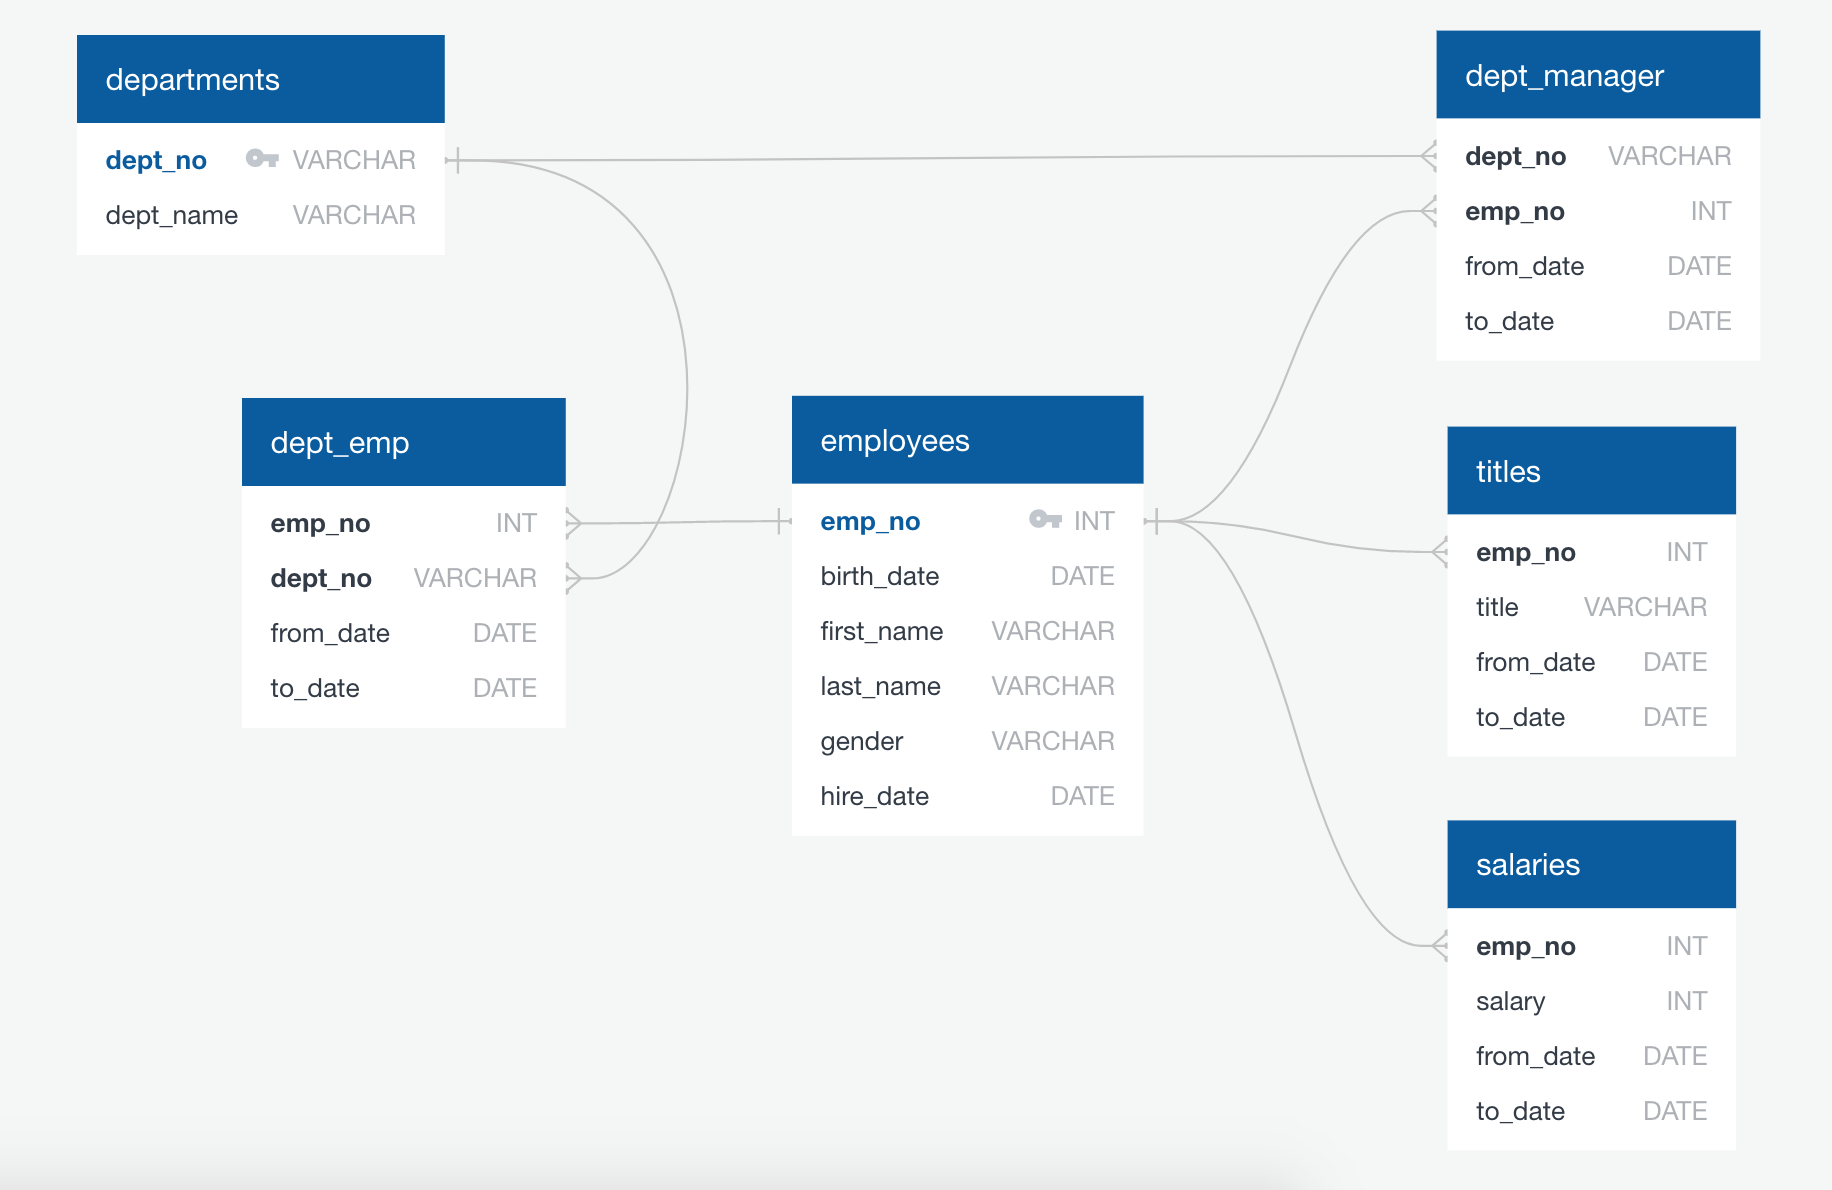 departments
dept_no VARCHAR
dept_name VARCHAR
dept_manager
dept_no VARCHAR
emp_no INT
from_date DATE
to_date DATE
dept_emp
emp_no INT
dept_no VARCHAR
from_date DATE
to_date DATE
employees
emp_no INT
birth_date DATE
first_name VARCHAR
last_name VARCHAR
gender VARCHAR
hire_date DATE
titles
emp_no INT
title VARCHAR
from_date DATE
to_date DATE
salaries
emp_no INT
salary INT
from_date DATE
to_date DATE